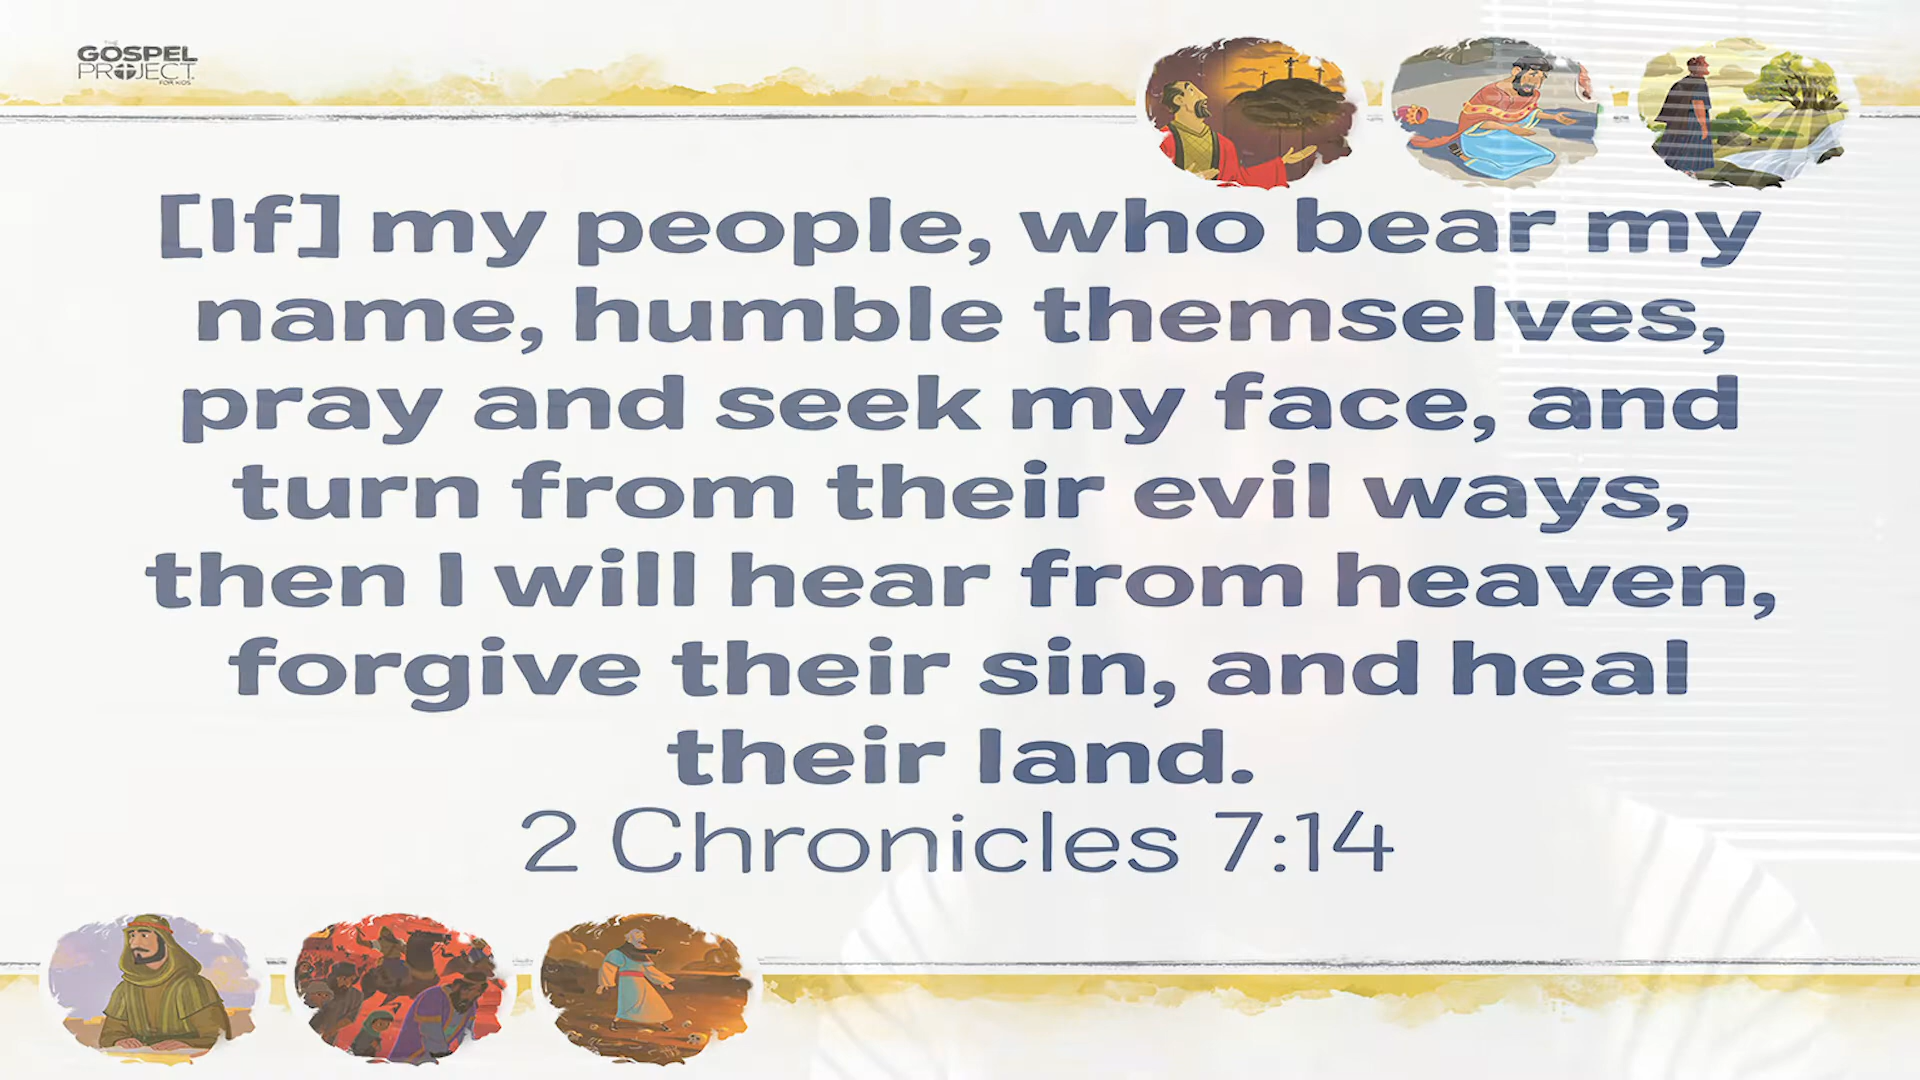 GOSPEL
PROJECT
FOR KIDS
[If] my people, who bear my
name, humble themselves,
pray and seek my face, and
turn from their evil ways,
then I will hear from heaven,
forgive their sin, and heal
their land.
2 Chronicles 7:14